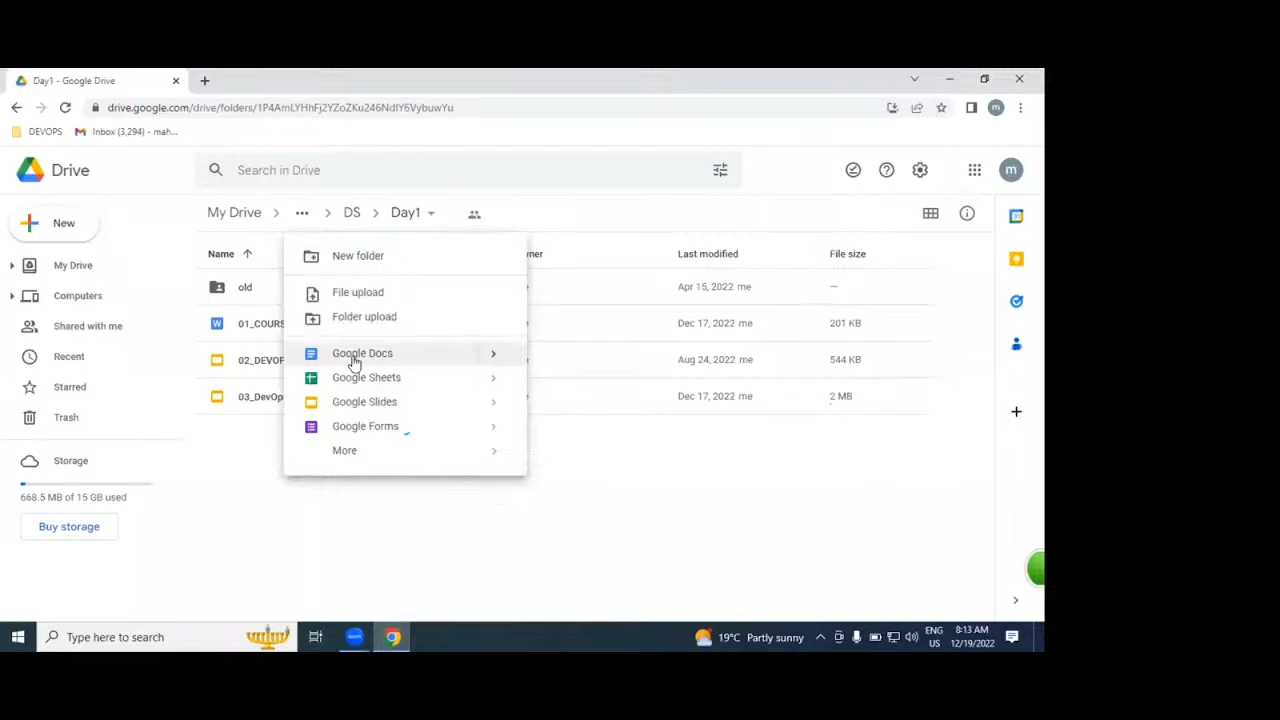 Day1 - Google Drive
drive.google.com/drive/folders/1P4AmLYHhFj2YZoZKu246NdIY6VybuwYu
DEVOPS Inbox (3,294) - mah...
Drive
Search in Drive
m
m
New
My Drive
Computers
Shared with me
Recent
Starred
Trash
Storage
668.5 MB of 15 GB used
Buy storage
My Drive > ... > DS > Day1
Name Last modified File size
old Apr 15, 2022 me –
01_COURS Dec 17, 2022 me 201 KB
02_DEVOP Aug 24, 2022 me 544 KB
03_DevOp Dec 17, 2022 me 2 MB
New folder
File upload
Folder upload
Google Docs
Google Sheets
Google Slides
Google Forms
More
Type here to search
19°C Partly sunny
ENG
US
8:13 AM
12/19/2022